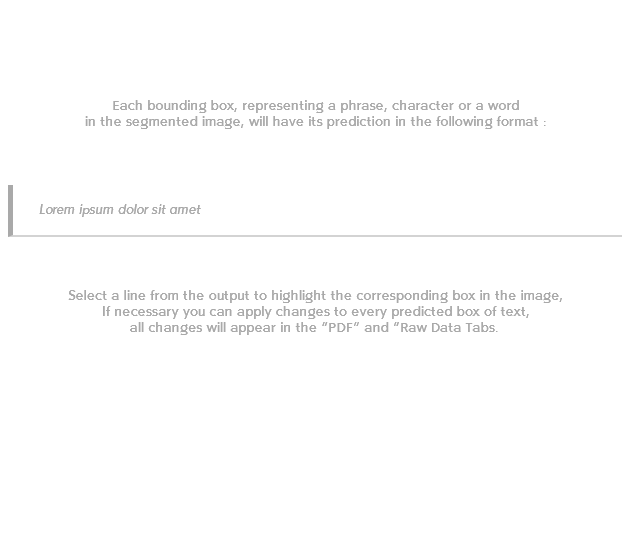 Each bounding box, representing a phrase, character or a word
in the segmented image, will have its prediction in the following format :
Lorem ipsum dolor sit amet
Select a line from the output to highlight the corresponding box in the image,
If necessary you can apply changes to every predicted box of text,
all changes will appear in the "PDF" and "Raw Data Tabs.